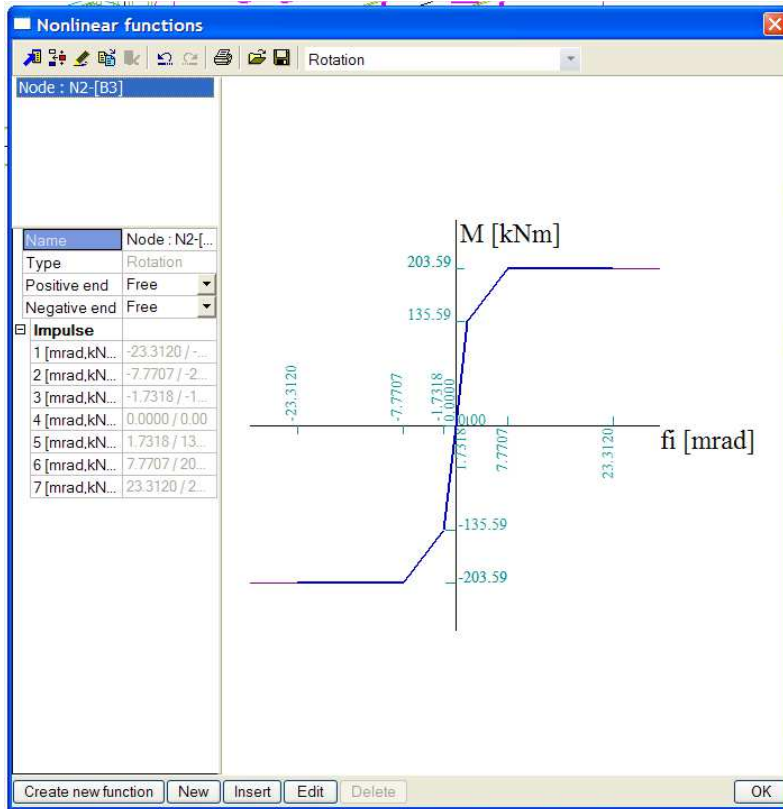 Nonlinear functions
Rotation
Node : N2-[B3]
Name Node : N2-[...
Type Rotation
Positive end Free
Negative end Free
Impulse
1 [mrad,kN... -23.3120 / -...
2 [mrad,kN... -7.7707 / -2...
3 [mrad,kN... -1.7318 / -1...
4 [mrad,kN... 0.0000 / 0.00
5 [mrad,kN... 1.7318 / 13...
6 [mrad,kN... 7.7707 / 20...
7 [mrad,kN... 23.3120 / 2...
M [kNm]
203.59
135.59
-23.3120
-7.7707
-1.7318
0.0000
0.00
1.7318
7.7707
23.3120
fi [mrad]
-135.59
-203.59
Create new function New Insert Edit Delete OK